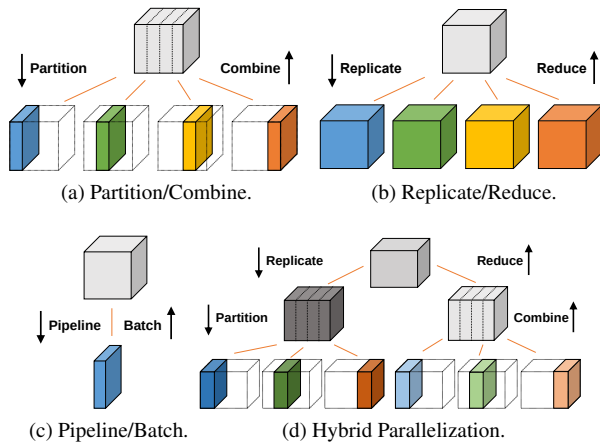 Partition
Combine
(a) Partition/Combine.
Replicate
Reduce
(b) Replicate/Reduce.
Pipeline
Batch
(c) Pipeline/Batch.
Replicate
Reduce
Partition
Combine
(d) Hybrid Parallelization.